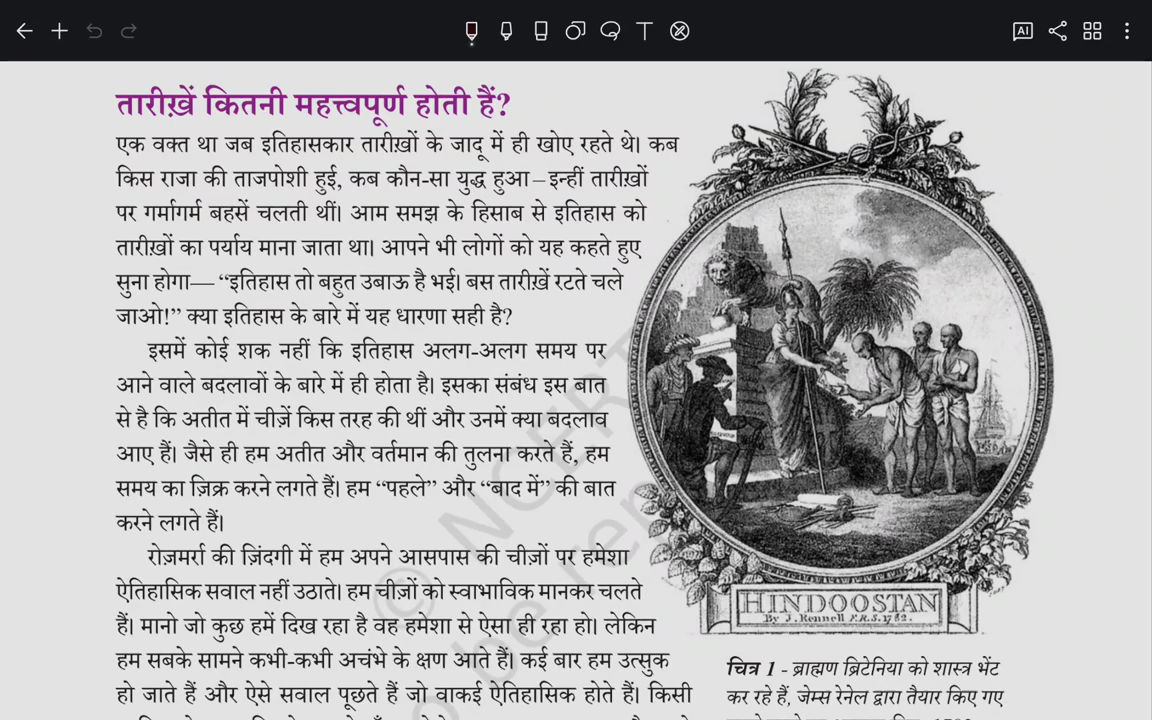 तारीख़ें कितनी महत्त्वपूर्ण होती हैं?
एक वक्त था जब इतिहासकार तारीख़ों के जादू में ही खोए रहते थे। कब
किस राजा की ताजपोशी हुई, कब कौन-सा युद्ध हुआ–इन्हीं तारीख़ों
पर गर्मागर्म बहसें चलती थीं। आम समझ के हिसाब से इतिहास को
तारीख़ों का पर्याय माना जाता था। आपने भी लोगों को यह कहते हुए
सुना होगा— “इतिहास तो बहुत उबाऊ है भई। बस तारीख़ें रटते चले
जाओ!” क्या इतिहास के बारे में यह धारणा सही है?
इसमें कोई शक नहीं कि इतिहास अलग-अलग समय पर
आने वाले बदलावों के बारे में ही होता है। इसका संबंध इस बात
से है कि अतीत में चीज़ें किस तरह की थीं और उनमें क्या बदलाव
आए हैं। जैसे ही हम अतीत और वर्तमान की तुलना करते हैं, हम
समय का ज़िक्र करने लगते हैं। हम “पहले” और “बाद में” की बात
करने लगते हैं।
रोज़मर्रा की ज़िंदगी में हम अपने आसपास की चीज़ों पर हमेशा
ऐतिहासिक सवाल नहीं उठाते। हम चीज़ों को स्वाभाविक मानकर चलते
हैं। मानो जो कुछ हमें दिख रहा है वह हमेशा से ऐसा ही रहा हो। लेकिन
हम सबके सामने कभी-कभी अचंभे के क्षण आते हैं। कई बार हम उत्सुक
हो जाते हैं और ऐसे सवाल पूछते हैं जो वाकई ऐतिहासिक होते हैं। किसी
HINDOOSTAN
By J. Rennell F.R.S. 1782.
चित्र 1 - ब्राह्मण ब्रिटेनिया को शास्त्र भेंट
कर रहे हैं, जेम्स रेनेल द्वारा तैयार किए गए
AI
T
© NCERT